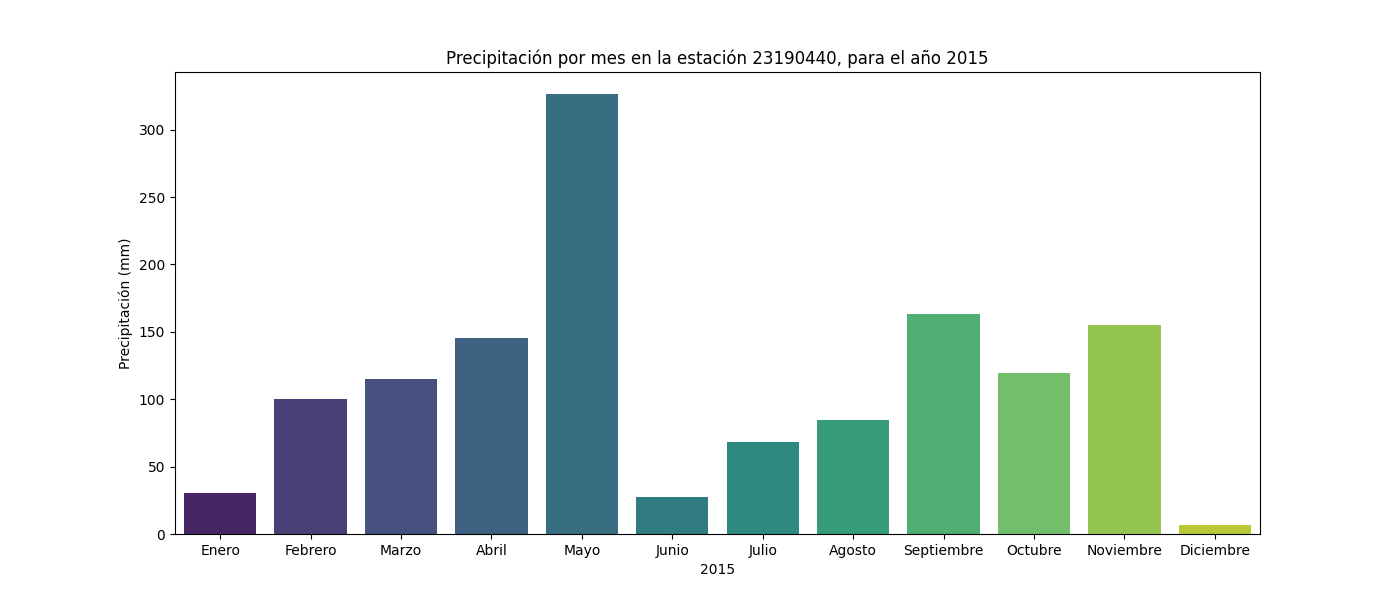 Precipitación por mes en la estación 23190440, para el año 2015
Precipitación (mm)
300
250
200
150
100
50
0
Enero Febrero Marzo Abril Mayo Junio Julio Agosto Septiembre Octubre Noviembre Diciembre
2015